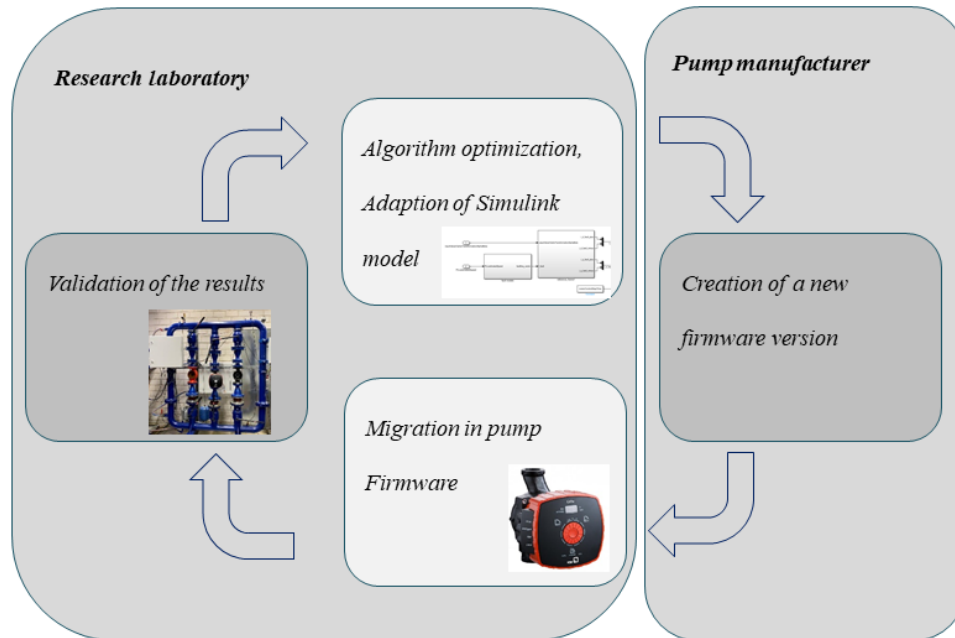 Research laboratory
Pump manufacturer
Algorithm optimization,
Adaption of Simulink
model
Validation of the results
Creation of a new
firmware version
Migration in pump
Firmware